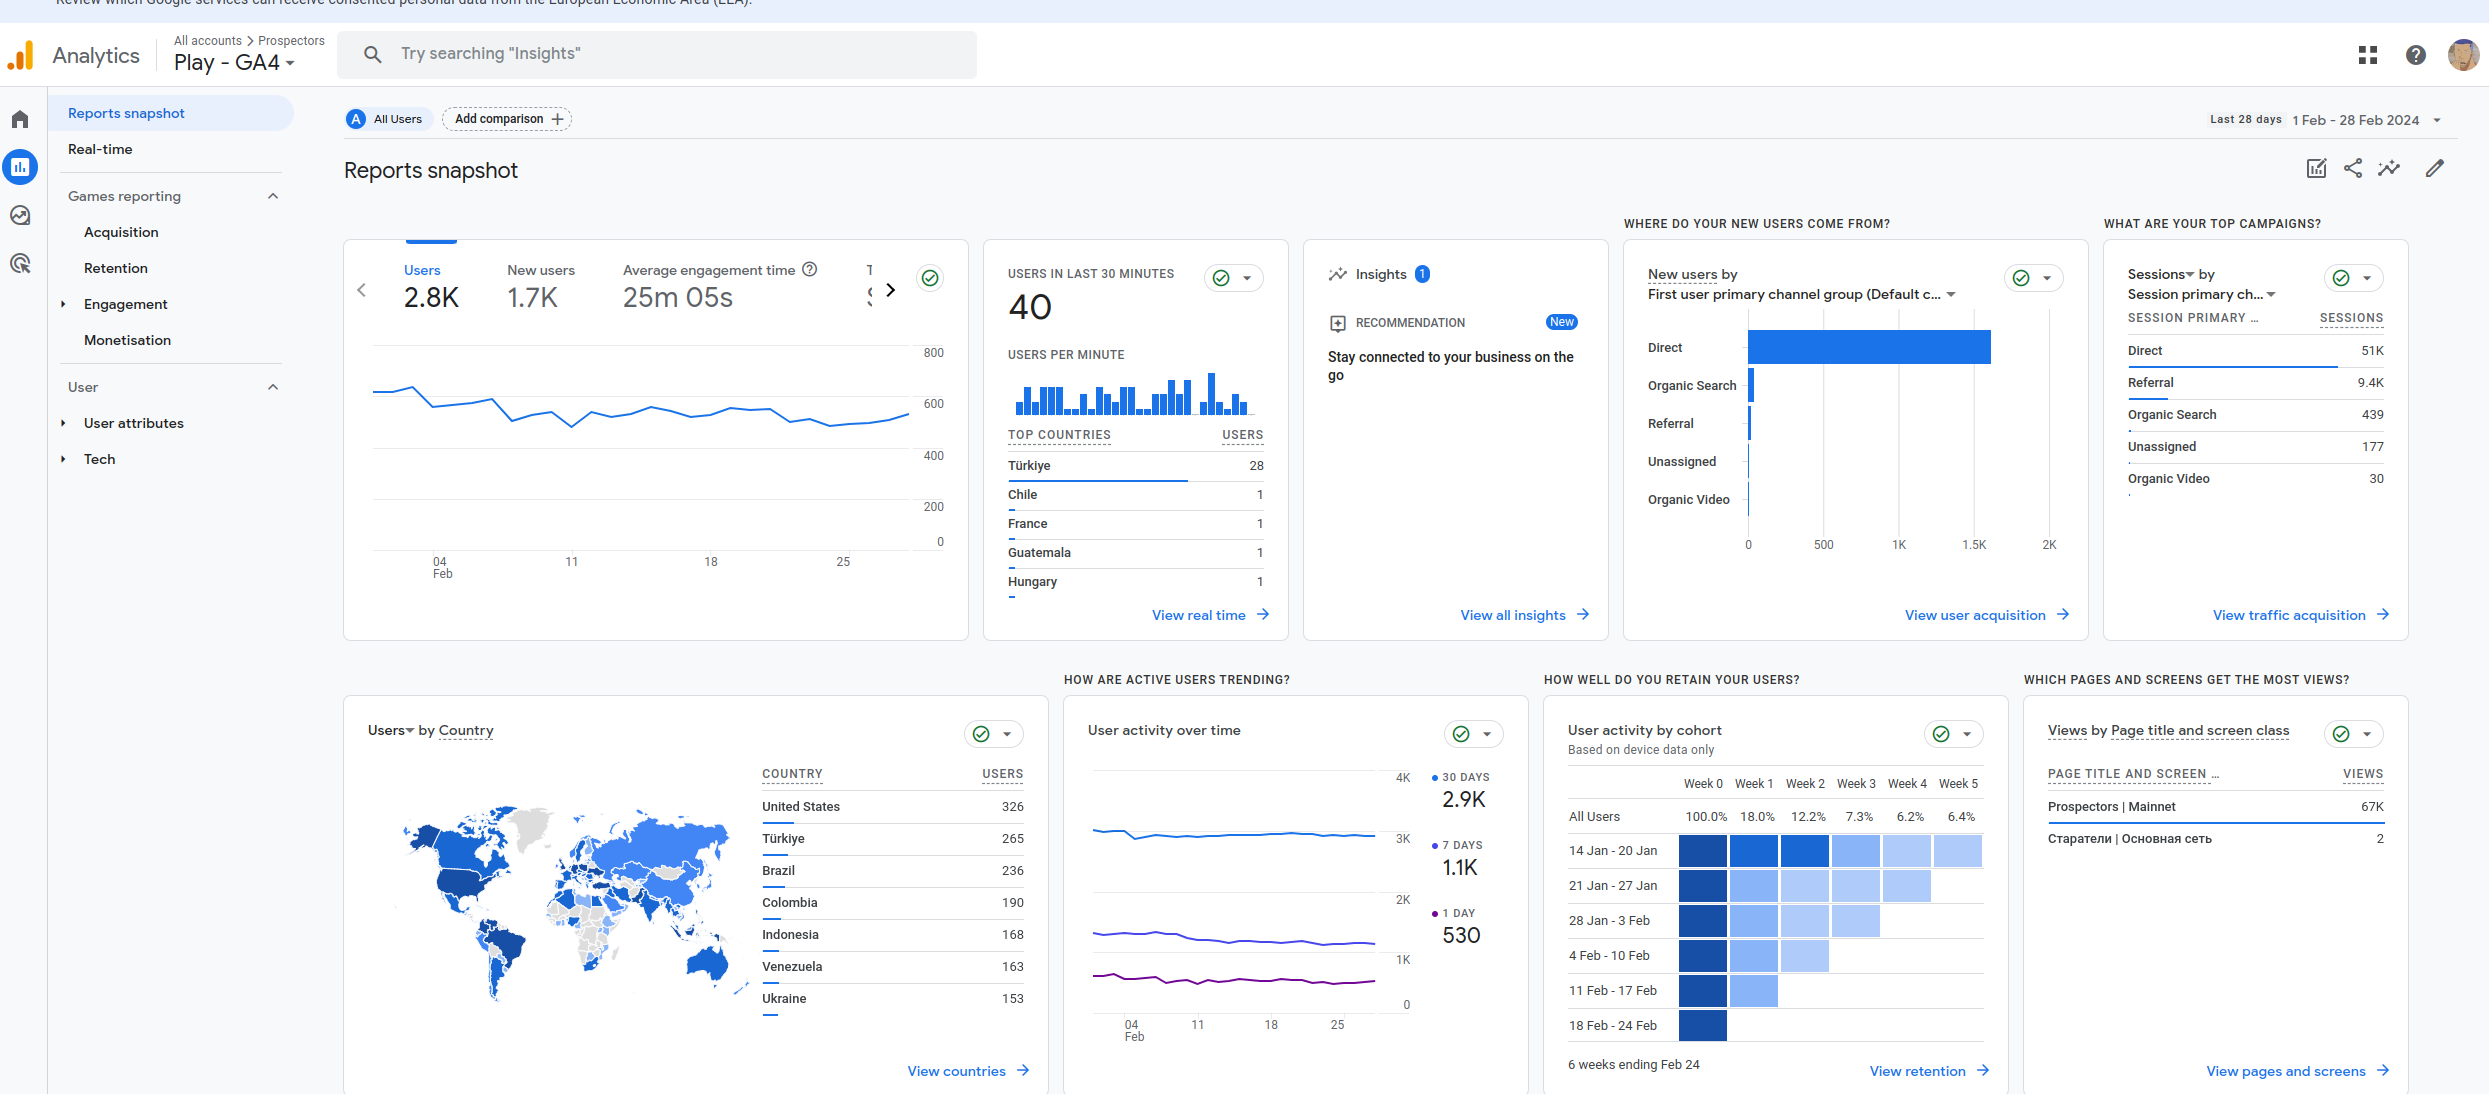 Review which Google services can receive consented personal data from the European Economic Area (EEA).
Analytics
All accounts > Prospectors
Play - GA4
Try searching "Insights"
Reports snapshot
Real-time
Games reporting
Acquisition
Retention
Engagement
Monetisation
User
User attributes
Tech
A All Users
Add comparison +
Last 28 days 1 Feb - 28 Feb 2024
Reports snapshot
Users
2.8K
New users
1.7K
Average engagement time
25m 05s
800
600
400
200
0
04
Feb
11
18
25
USERS IN LAST 30 MINUTES
40
USERS PER MINUTE
TOP COUNTRIES USERS
Türkiye 28
Chile 1
France 1
Guatemala 1
Hungary 1
View real time
Insights 1
RECOMMENDATION New
Stay connected to your business on the
go
View all insights
WHERE DO YOUR NEW USERS COME FROM?
New users by
First user primary channel group (Default c...
Direct
Organic Search
Referral
Unassigned
Organic Video
0 500 1K 1.5K 2K
View user acquisition
WHAT ARE YOUR TOP CAMPAIGNS?
Sessions by
Session primary ch...
SESSION PRIMARY ... SESSIONS
Direct 51K
Referral 9.4K
Organic Search 439
Unassigned 177
Organic Video 30
View traffic acquisition
Users by Country
COUNTRY USERS
United States 326
Türkiye 265
Brazil 236
Colombia 190
Indonesia 168
Venezuela 163
Ukraine 153
View countries
HOW ARE ACTIVE USERS TRENDING?
User activity over time
4K
3K
2K
1K
0
04
Feb
11
18
25
30 DAYS
2.9K
7 DAYS
1.1K
1 DAY
530
HOW WELL DO YOU RETAIN YOUR USERS?
User activity by cohort
Based on device data only
Week 0 Week 1 Week 2 Week 3 Week 4 Week 5
All Users 100.0% 18.0% 12.2% 7.3% 6.2% 6.4%
14 Jan - 20 Jan
21 Jan - 27 Jan
28 Jan - 3 Feb
4 Feb - 10 Feb
11 Feb - 17 Feb
18 Feb - 24 Feb
6 weeks ending Feb 24
View retention
WHICH PAGES AND SCREENS GET THE MOST VIEWS?
Views by Page title and screen class
PAGE TITLE AND SCREEN ... VIEWS
Prospectors | Mainnet 67K
Старатели | Основная сеть 2
View pages and screens